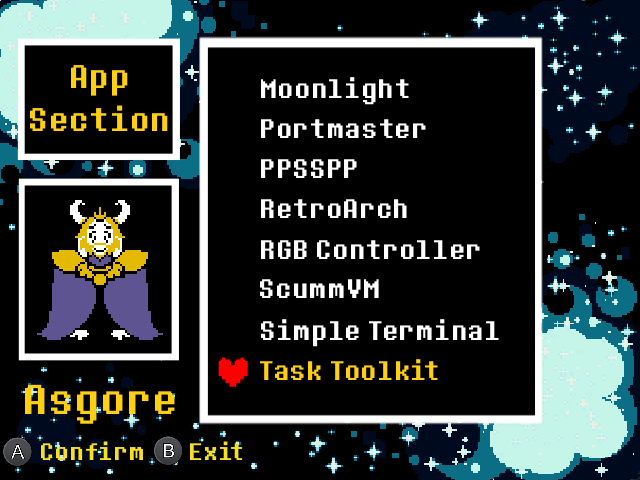 App
Section
Moonlight
Portmaster
PPSSPP
RetroArch
RGB Controller
ScummVM
Simple Terminal
Task Toolkit
Asgore
A Confirm B Exit